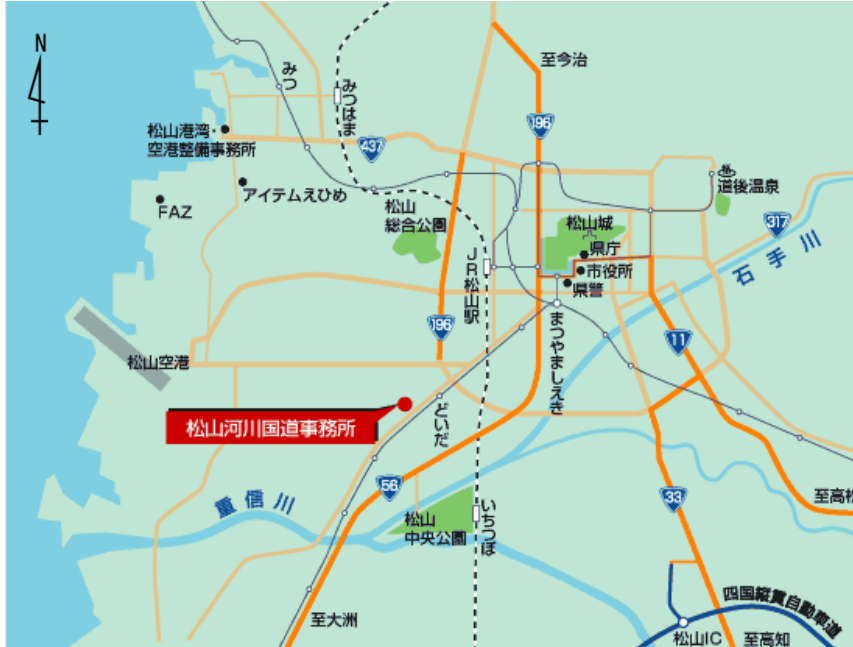 N
至今治
みつ
みつはま
196
松山港湾・
空港整備事務所
437
道後温泉
アイテムえひめ
FAZ
松山
総合公園
松山城
317
県庁
石手川
JR松山駅
市役所
県警
196
まつやましえき
11
松山空港
松山河川国道事務所
どいだ
56
重信川
33
至高松
いちつぼ
松山
中央公園
四国縦貫自動車道
至大洲
松山IC
至高知